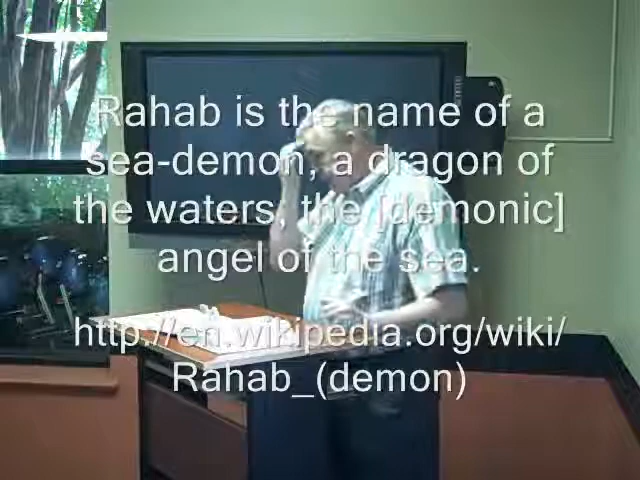 Rahab is the name of a
sea-demon, a dragon of
the waters, the [demonic]
angel of the sea.
http://en.wikipedia.org/wiki/
Rahab_(demon)